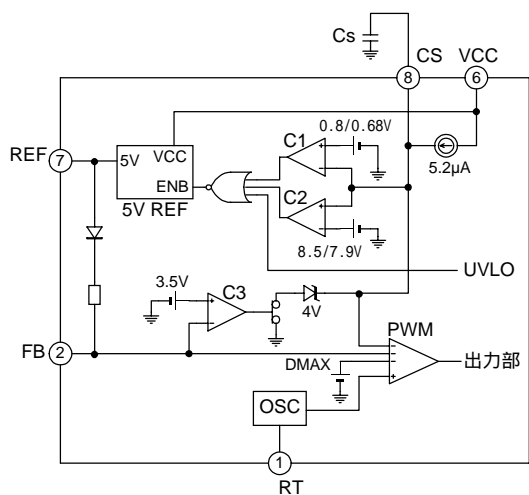 Cs
CS VCC
8 6
REF
7
5V
VCC
ENB
5V REF
C1
0.8/0.68V
5.2μA
C2
8.5/7.9V
UVLO
3.5V
C3
4V
PWM
FB
2
DMAX
出力部
OSC
1
RT